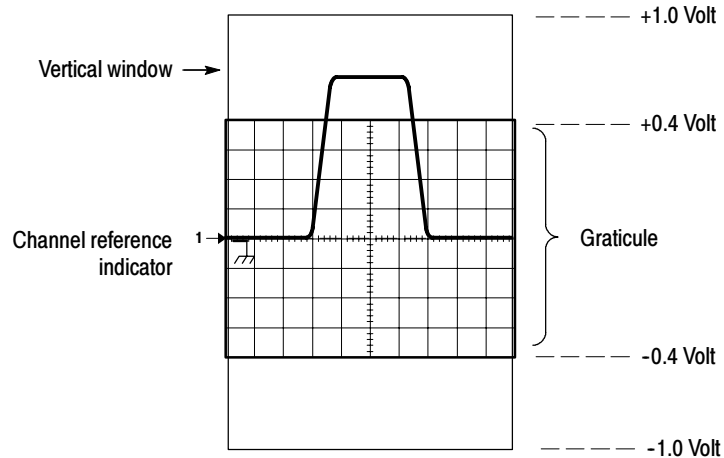 +1.0 Volt
Vertical window
+0.4 Volt
Channel reference
indicator
1
Graticule
-0.4 Volt
-1.0 Volt